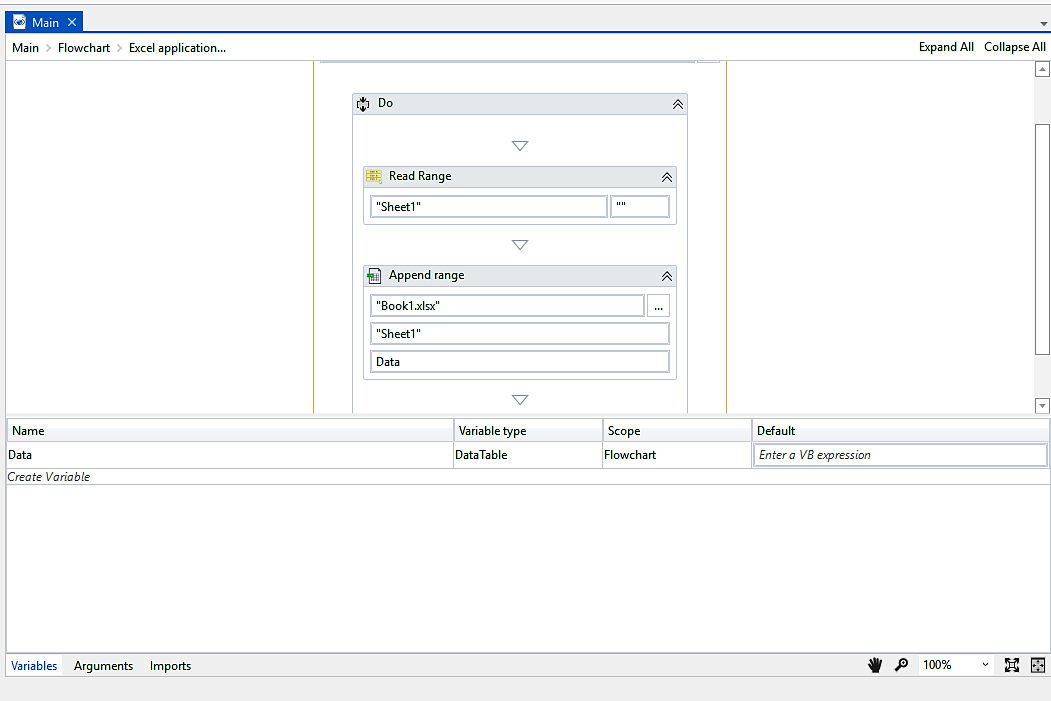 Main
Main > Flowchart > Excel application...
Expand All Collapse All
Do
Read Range
"Sheet1" ""
Append range
"Book1.xlsx" ...
"Sheet1"
Data
Name Variable type Scope Default
Data DataTable Flowchart Enter a VB expression
Create Variable
Variables Arguments Imports 100%